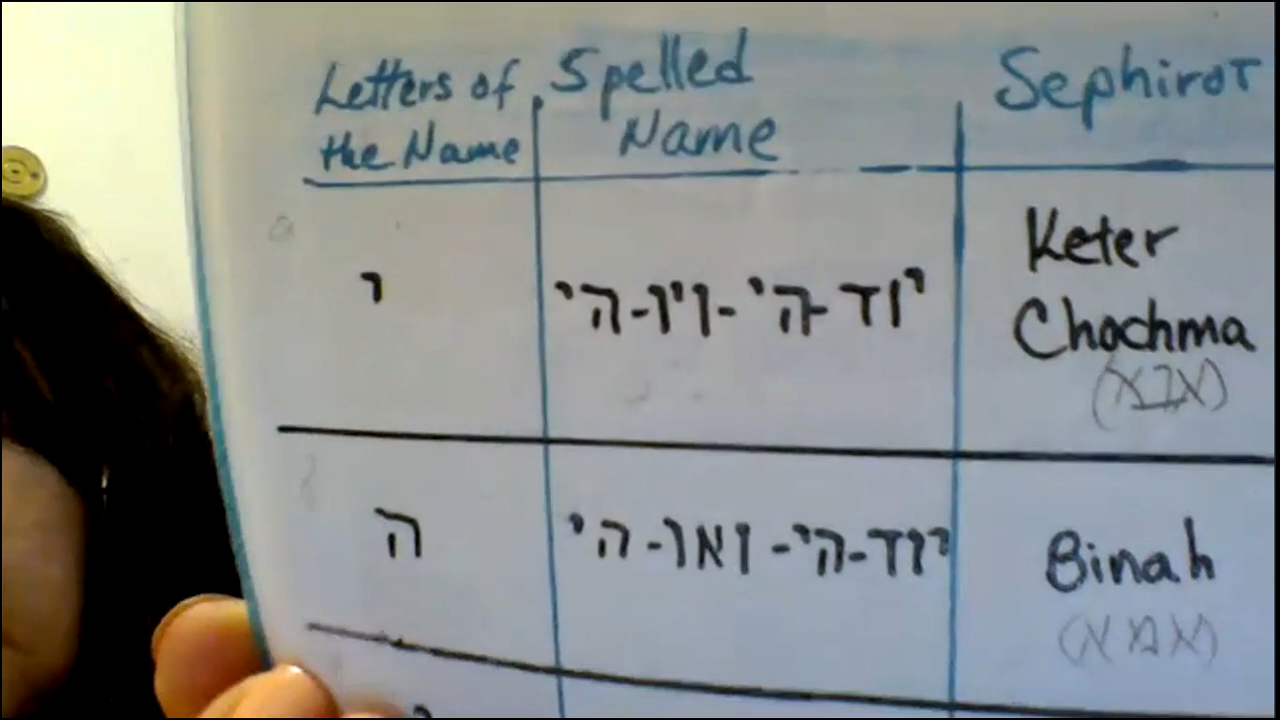 Letters of
the Name
Spelled
Name
Sephirot
י
יוד-הי-ויו-הי
Keter
Chochma
(אבא)
ה
יוד-הי-ואו-הי
Binah
(אמא)